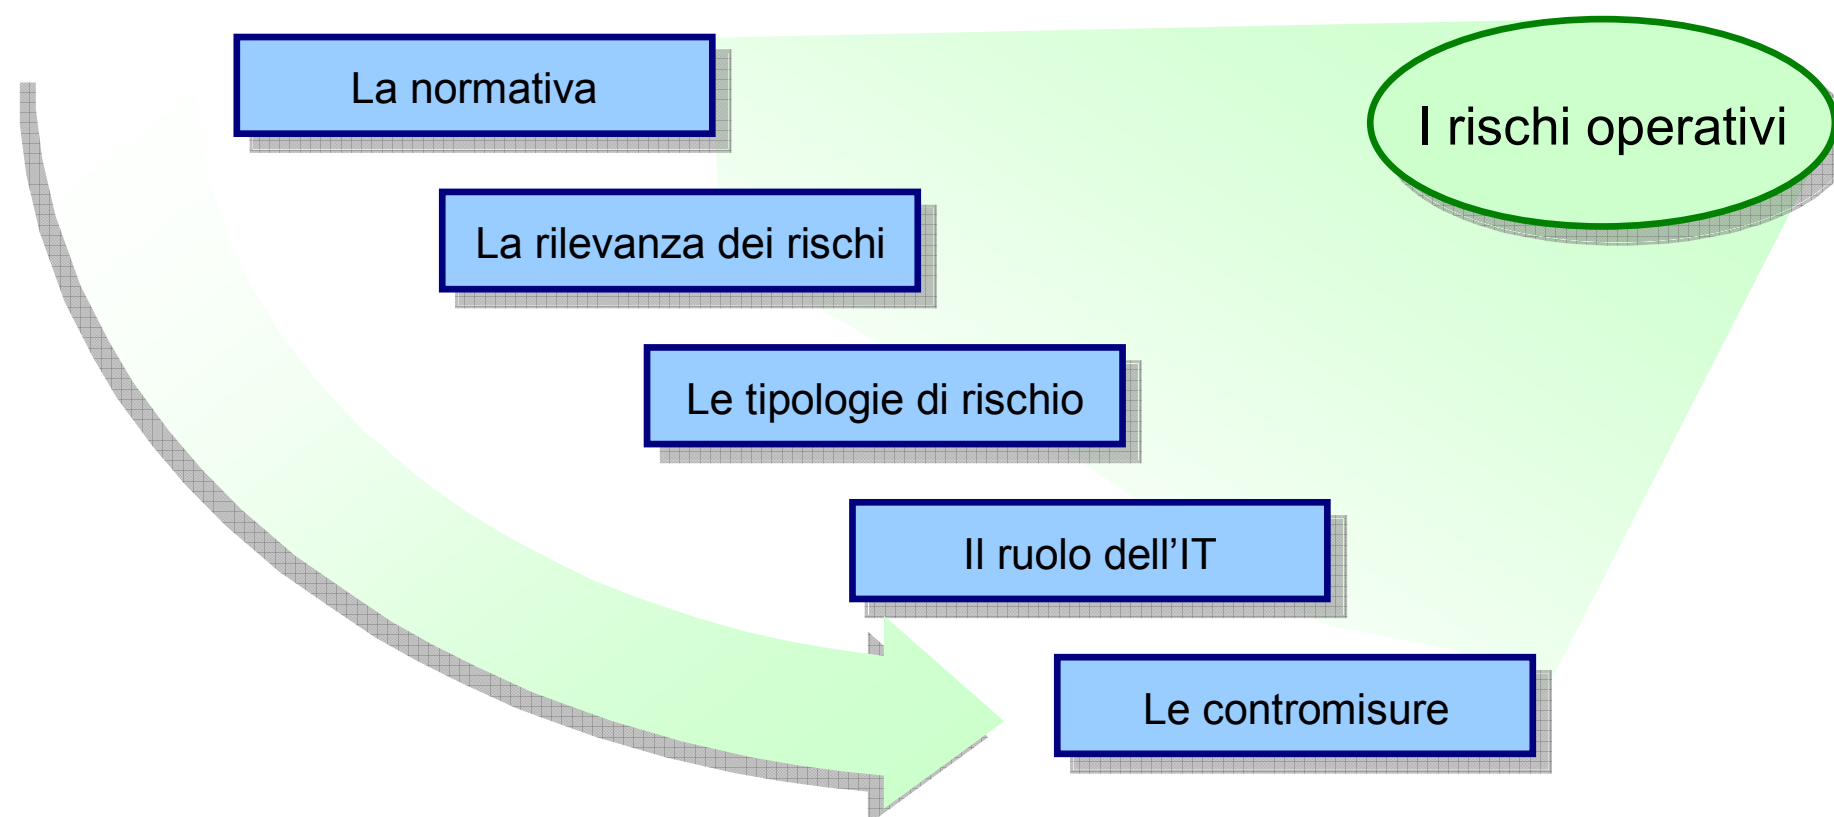 La normativa
I rischi operativi
La rilevanza dei rischi
Le tipologie di rischio
Il ruolo dell’IT
Le contromisure